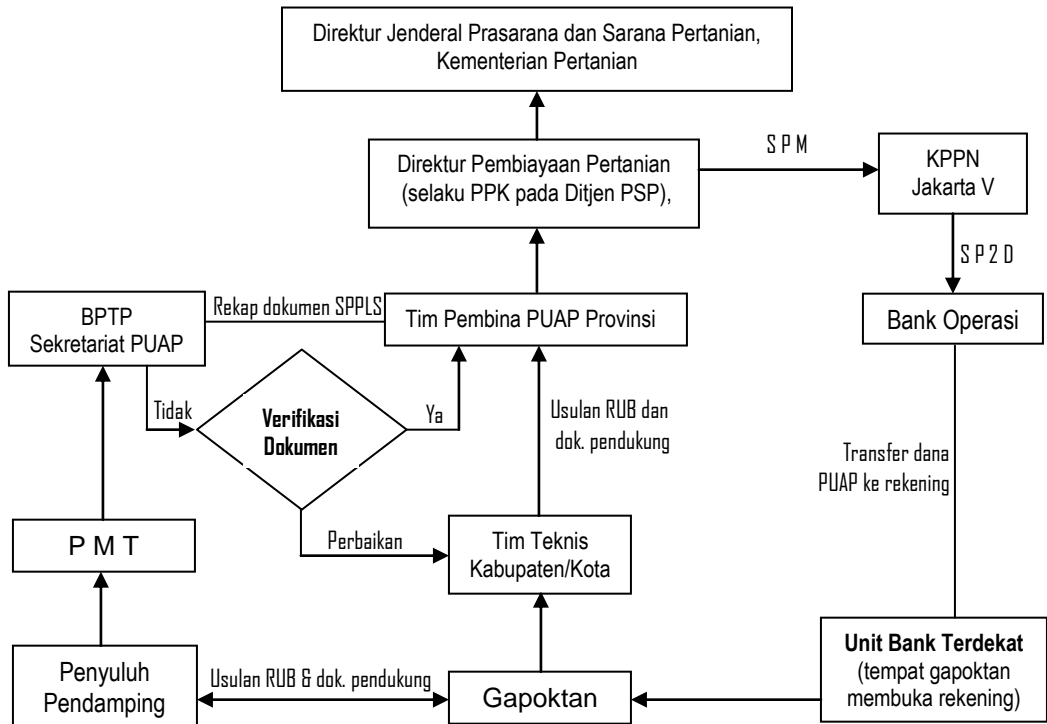 Direktur Jenderal Prasarana dan Sarana Pertanian,
Kementerian Pertanian
Direktur Pembiayaan Pertanian
(selaku PPK pada Ditjen PSP),
S P M
KPPN
Jakarta V
S P 2 D
BPTP
Sekretariat PUAP
Rekap dokumen SPPLS
Tim Pembina PUAP Provinsi
Bank Operasi
Tidak
Verifikasi
Dokumen
Ya
Usulan RUB dan
dok. pendukung
Transfer dana
PUAP ke rekening
P M T
Perbaikan
Tim Teknis
Kabupaten/Kota
Penyuluh
Pendamping
Usulan RUB & dok. pendukung
Gapoktan
Unit Bank Terdekat
(tempat gapoktan
membuka rekening)